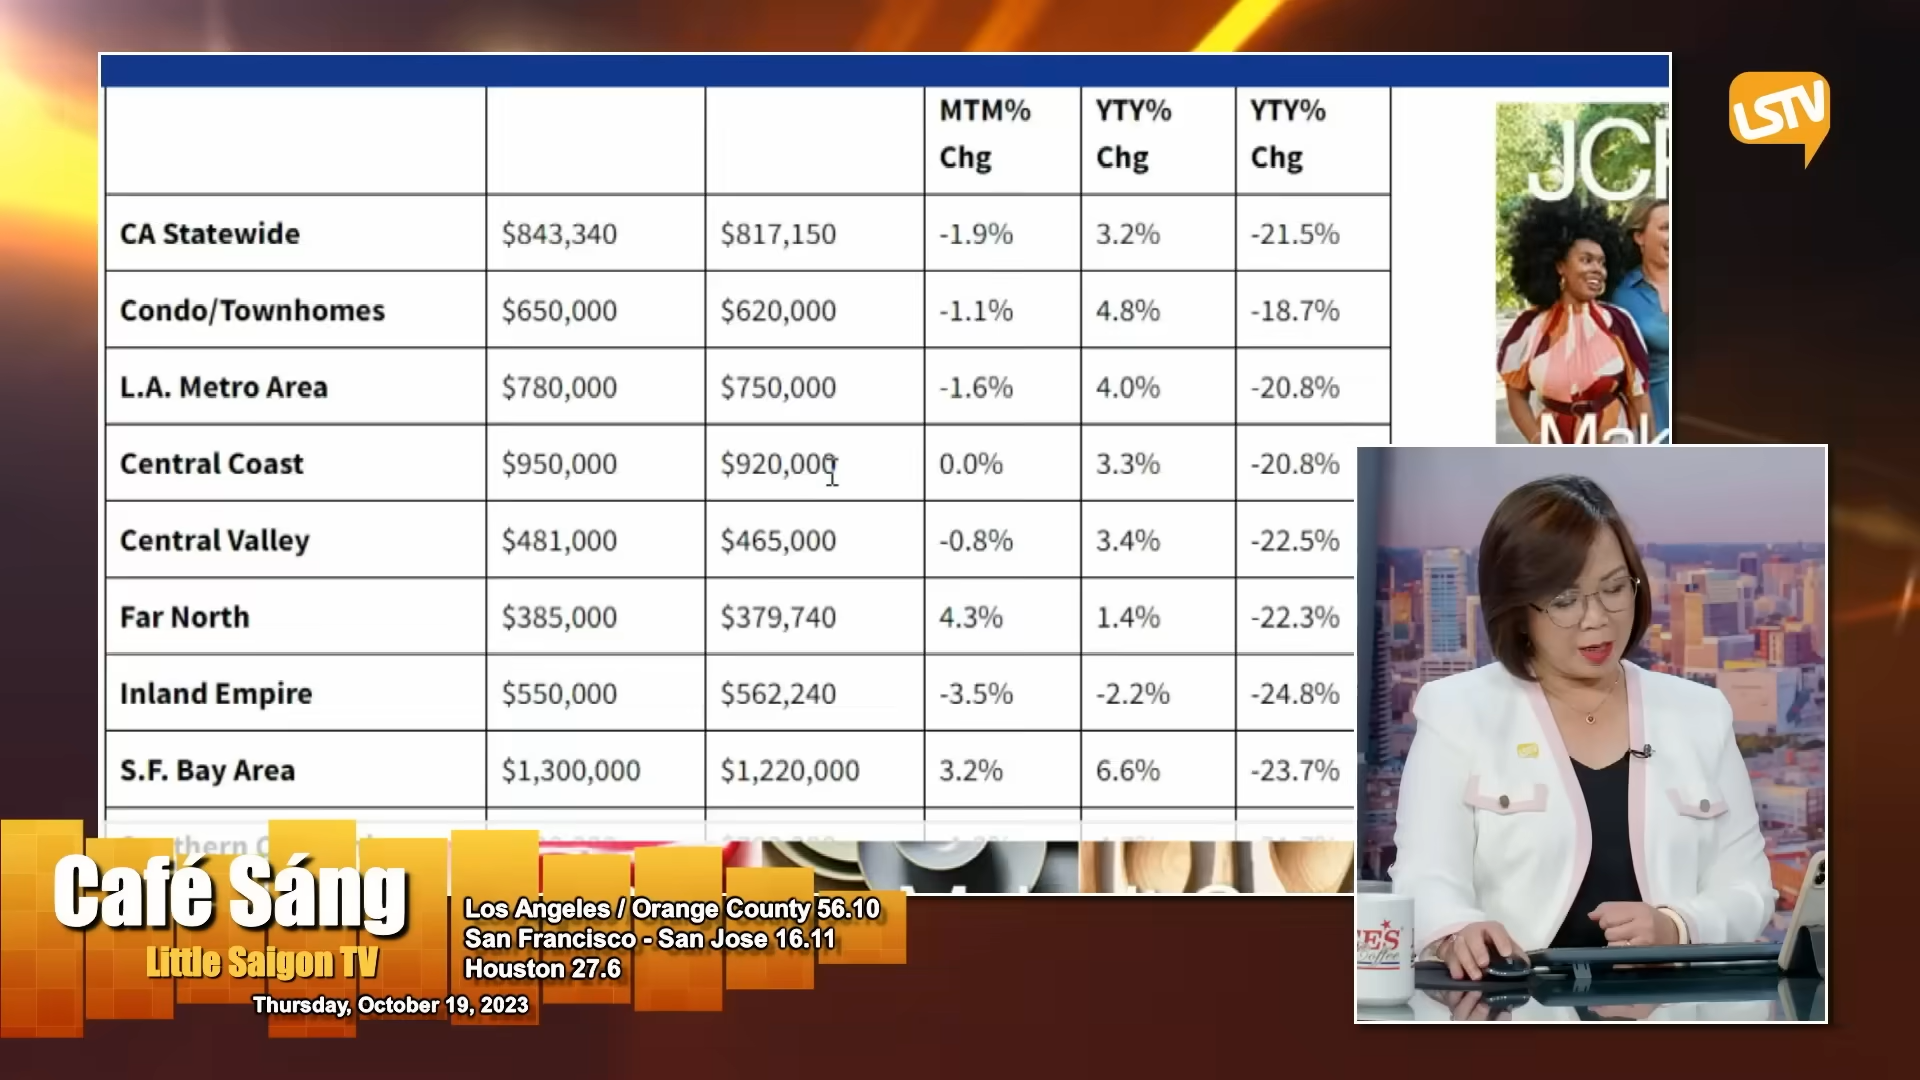 MTM% YTY% YTY%
Chg Chg Chg
CA Statewide $843,340 $817,150 -1.9% 3.2% -21.5%
Condo/Townhomes $650,000 $620,000 -1.1% 4.8% -18.7%
L.A. Metro Area $780,000 $750,000 -1.6% 4.0% -20.8%
Central Coast $950,000 $920,000 0.0% 3.3% -20.8%
Central Valley $481,000 $465,000 -0.8% 3.4% -22.5%
Far North $385,000 $379,740 4.3% 1.4% -22.3%
Inland Empire $550,000 $562,240 -3.5% -2.2% -24.8%
S.F. Bay Area $1,300,000 $1,220,000 3.2% 6.6% -23.7%
LSTV
Café Sáng
Little Saigon TV
Thursday, October 19, 2023
Los Angeles / Orange County 56.10
San Francisco - San Jose 16.11
Houston 27.6